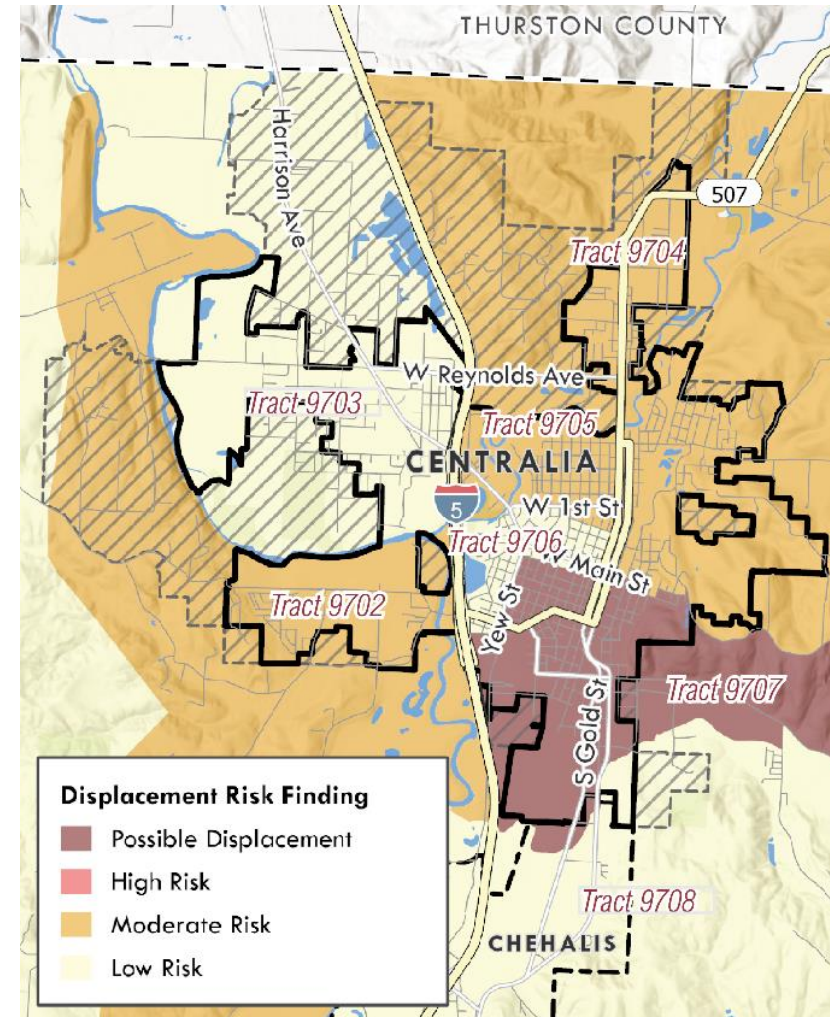 THURSTON COUNTY
Harrison Ave
507
Tract 9704
W Reynolds Ave
Tract 9703
Tract 9705
CENTRALIA
5
W 1st St
Tract 9706
W Main St
Tract 9702
Yew St
Tract 9707
S Gold St
Displacement Risk Finding
Possible Displacement
High Risk
Moderate Risk
Low Risk
Tract 9708
CHEHALIS